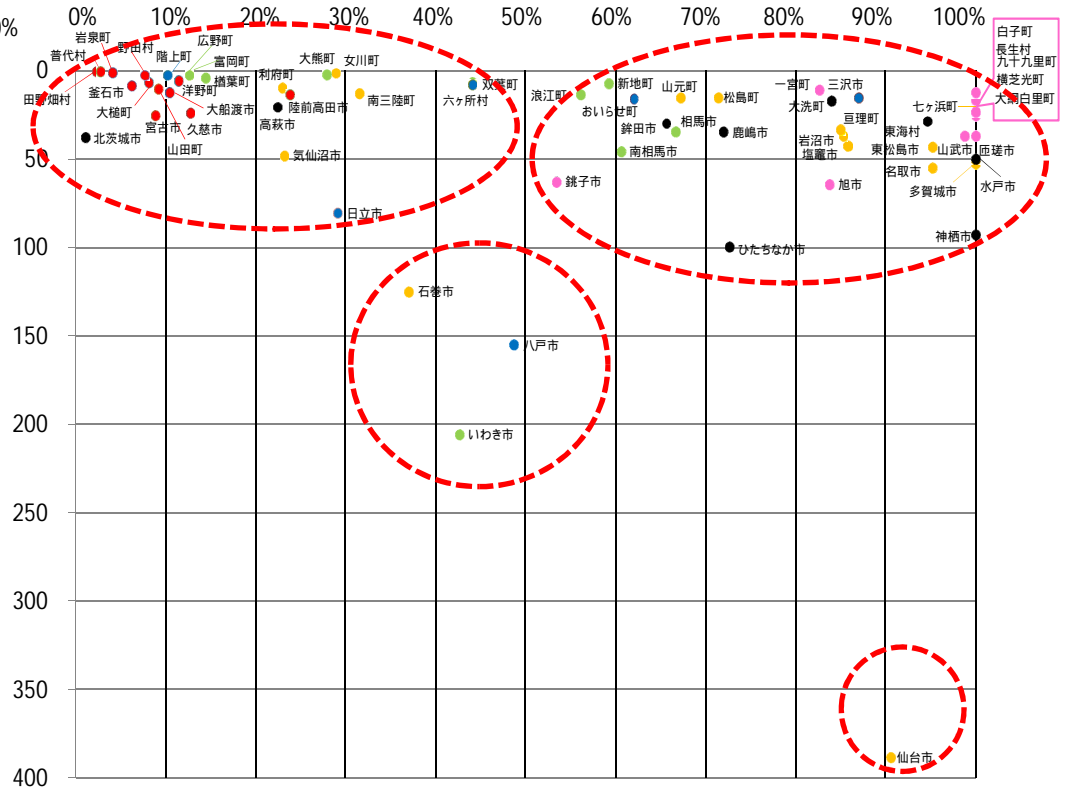 0% 10% 20% 30% 40% 50% 60% 70% 80% 90% 100%
%
白子町
長生村
九十九里町
横芝光町
大網白里町
岩泉町
広野町
野田村
階上町
普代村
富岡町
大熊町
女川町
利府町
楢葉町
洋野町
田野畑村
釜石市
大槌町
大船渡市
宮古市
久慈市
山田町
北茨城市
陸前高田市
高萩市
南三陸町
気仙沼市
日立市
双葉町
六ヶ所村
浪江町
新地町
おいらせ町
山元町
松島町
鉾田市
相馬市
鹿嶋市
南相馬市
銚子市
一宮町
三沢市
大洗町
亘理町
七ヶ浜町
岩沼市
塩竈市
東海村
東松島市
山武市
匝瑳市
名取市
多賀城市
水戸市
旭市
神栖市
ひたちなか市
石巻市
八戸市
いわき市
仙台市
0
50
100
150
200
250
300
350
400